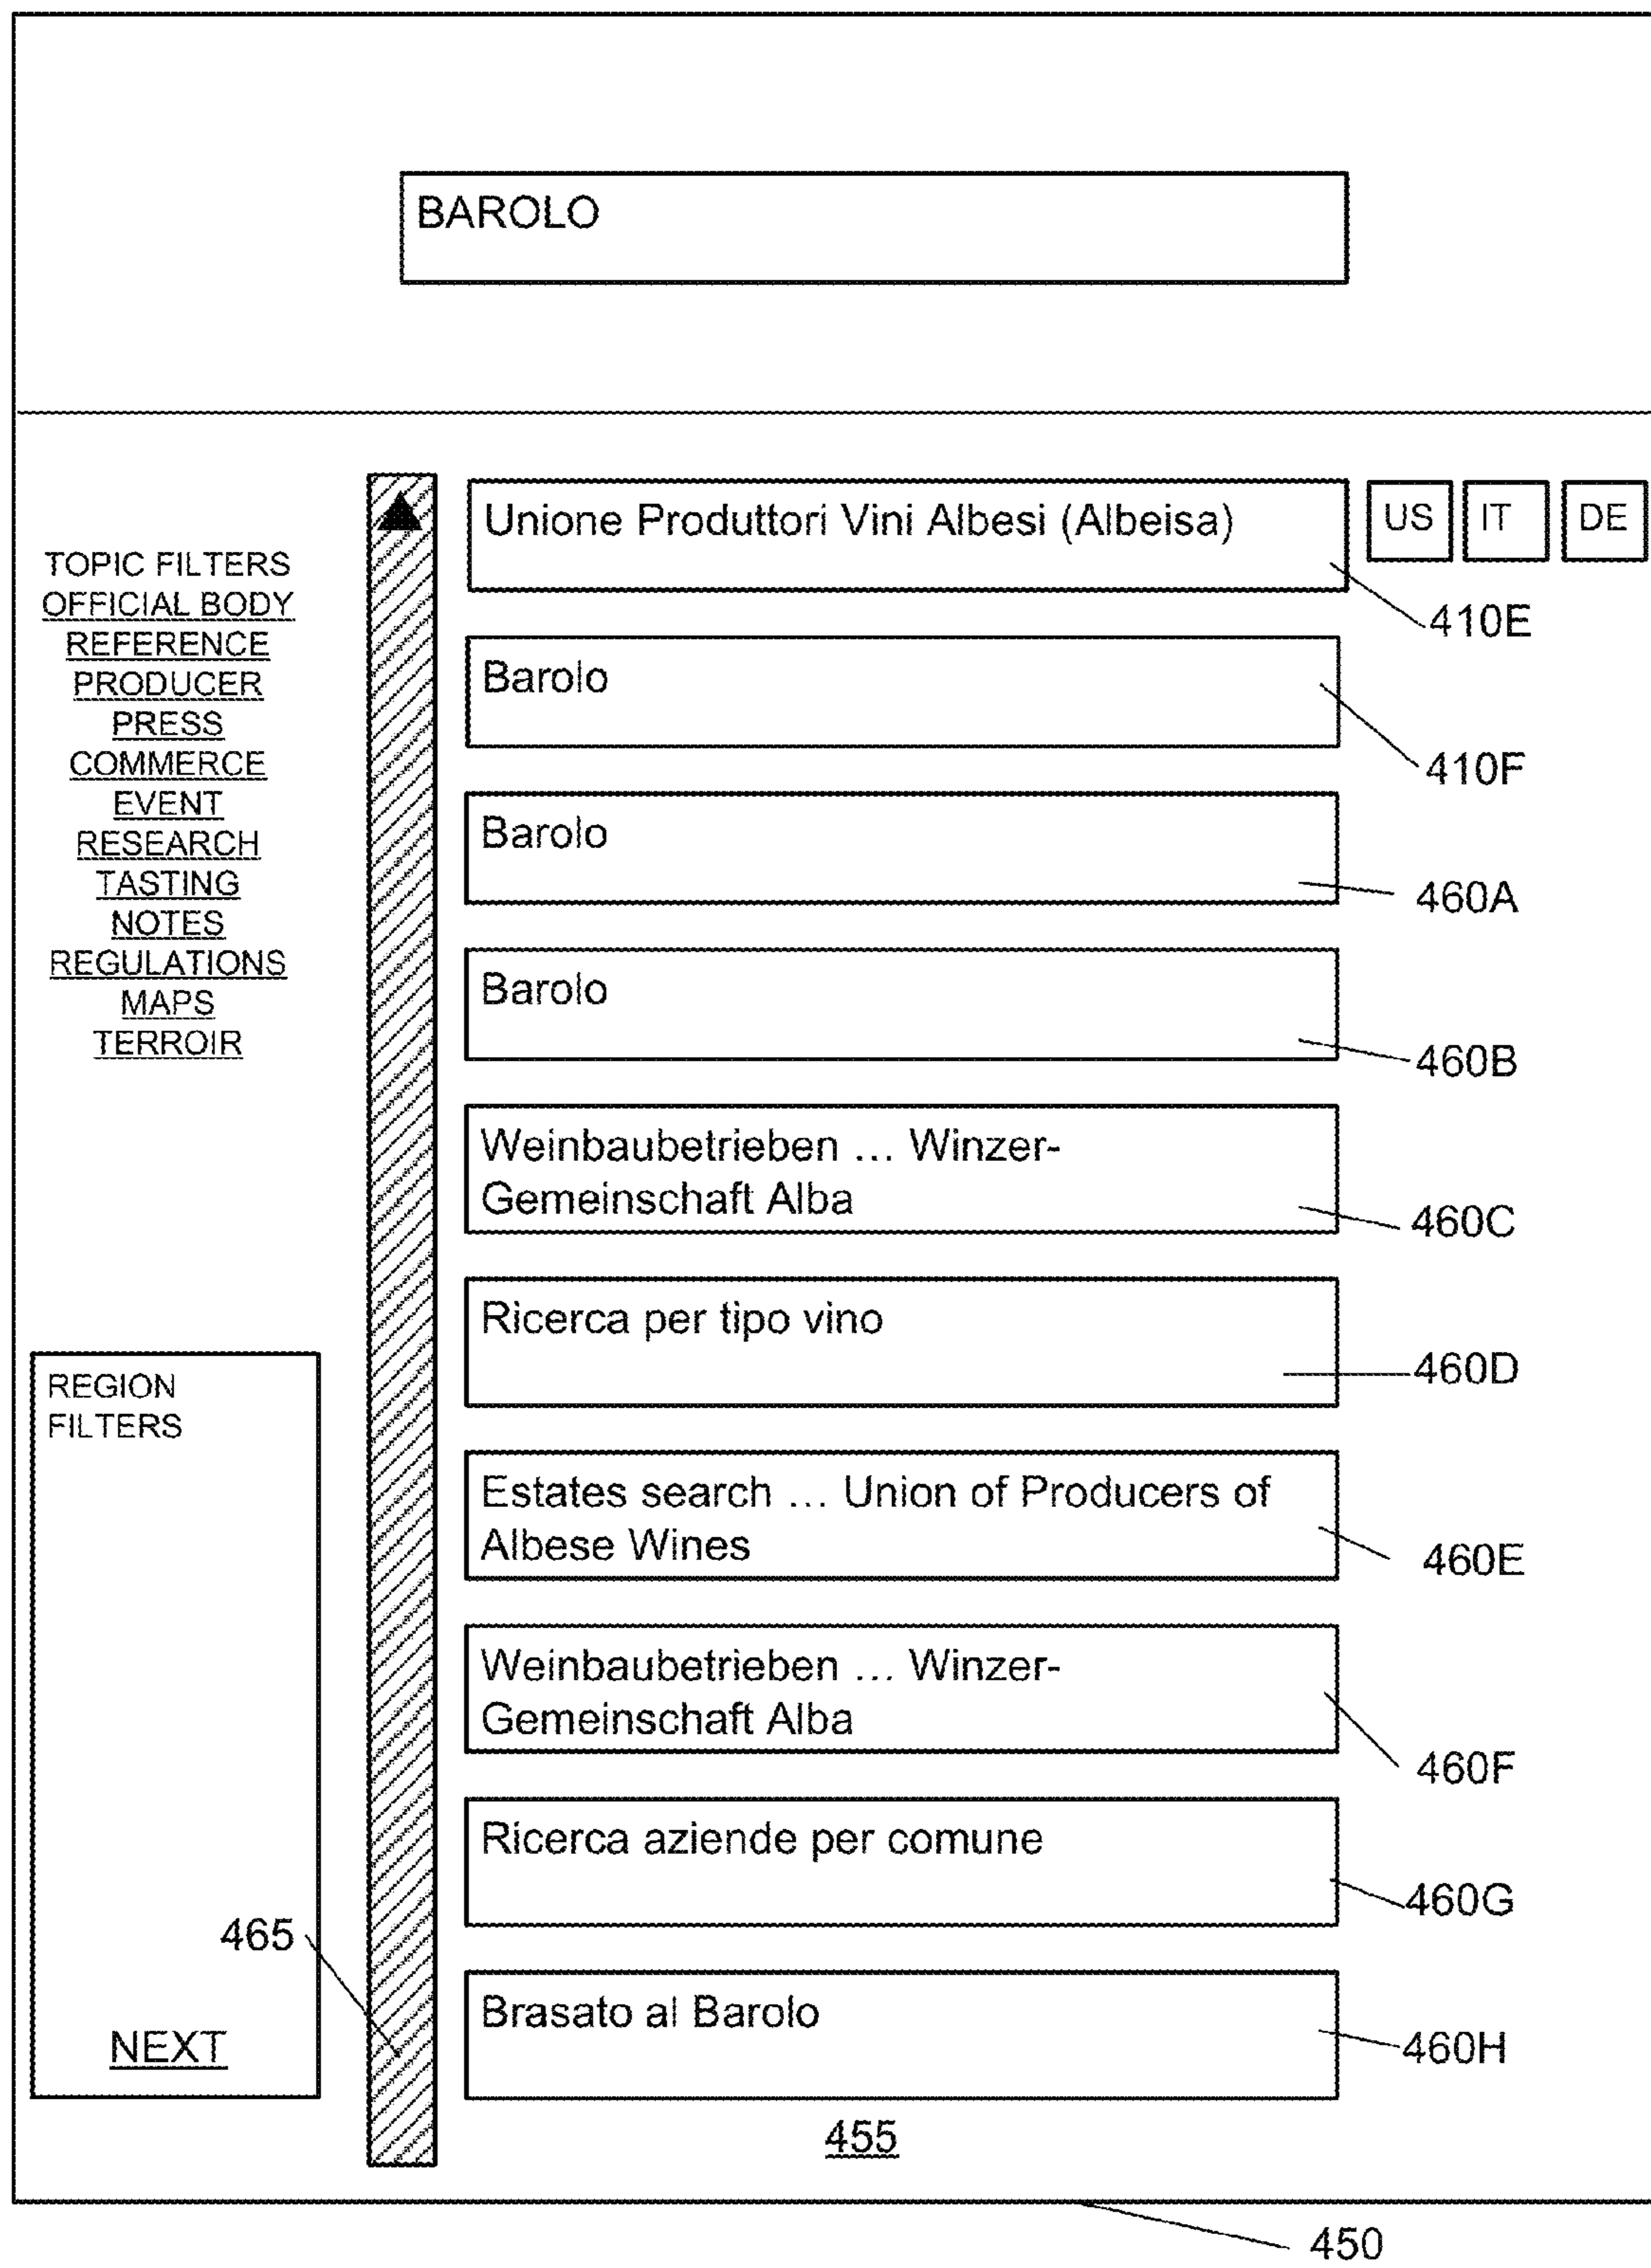 BAROLO
TOPIC FILTERS
OFFICIAL BODY
REFERENCE
PRODUCER
PRESS
COMMERCE
EVENT
RESEARCH
TASTING
NOTES
REGULATIONS
MAPS
TERROIR
REGION
FILTERS
NEXT
465
Unione Produttori Vini Albesi (Albeisa)
US IT DE
410E
Barolo
410F
Barolo
460A
Barolo
460B
Weinbaubetrieben ... Winzer-
Gemeinschaft Alba
460C
Ricerca per tipo vino
460D
Estates search ... Union of Producers of
Albese Wines
460E
Weinbaubetrieben ... Winzer-
Gemeinschaft Alba
460F
Ricerca aziende per comune
460G
Brasato al Barolo
460H
455
450